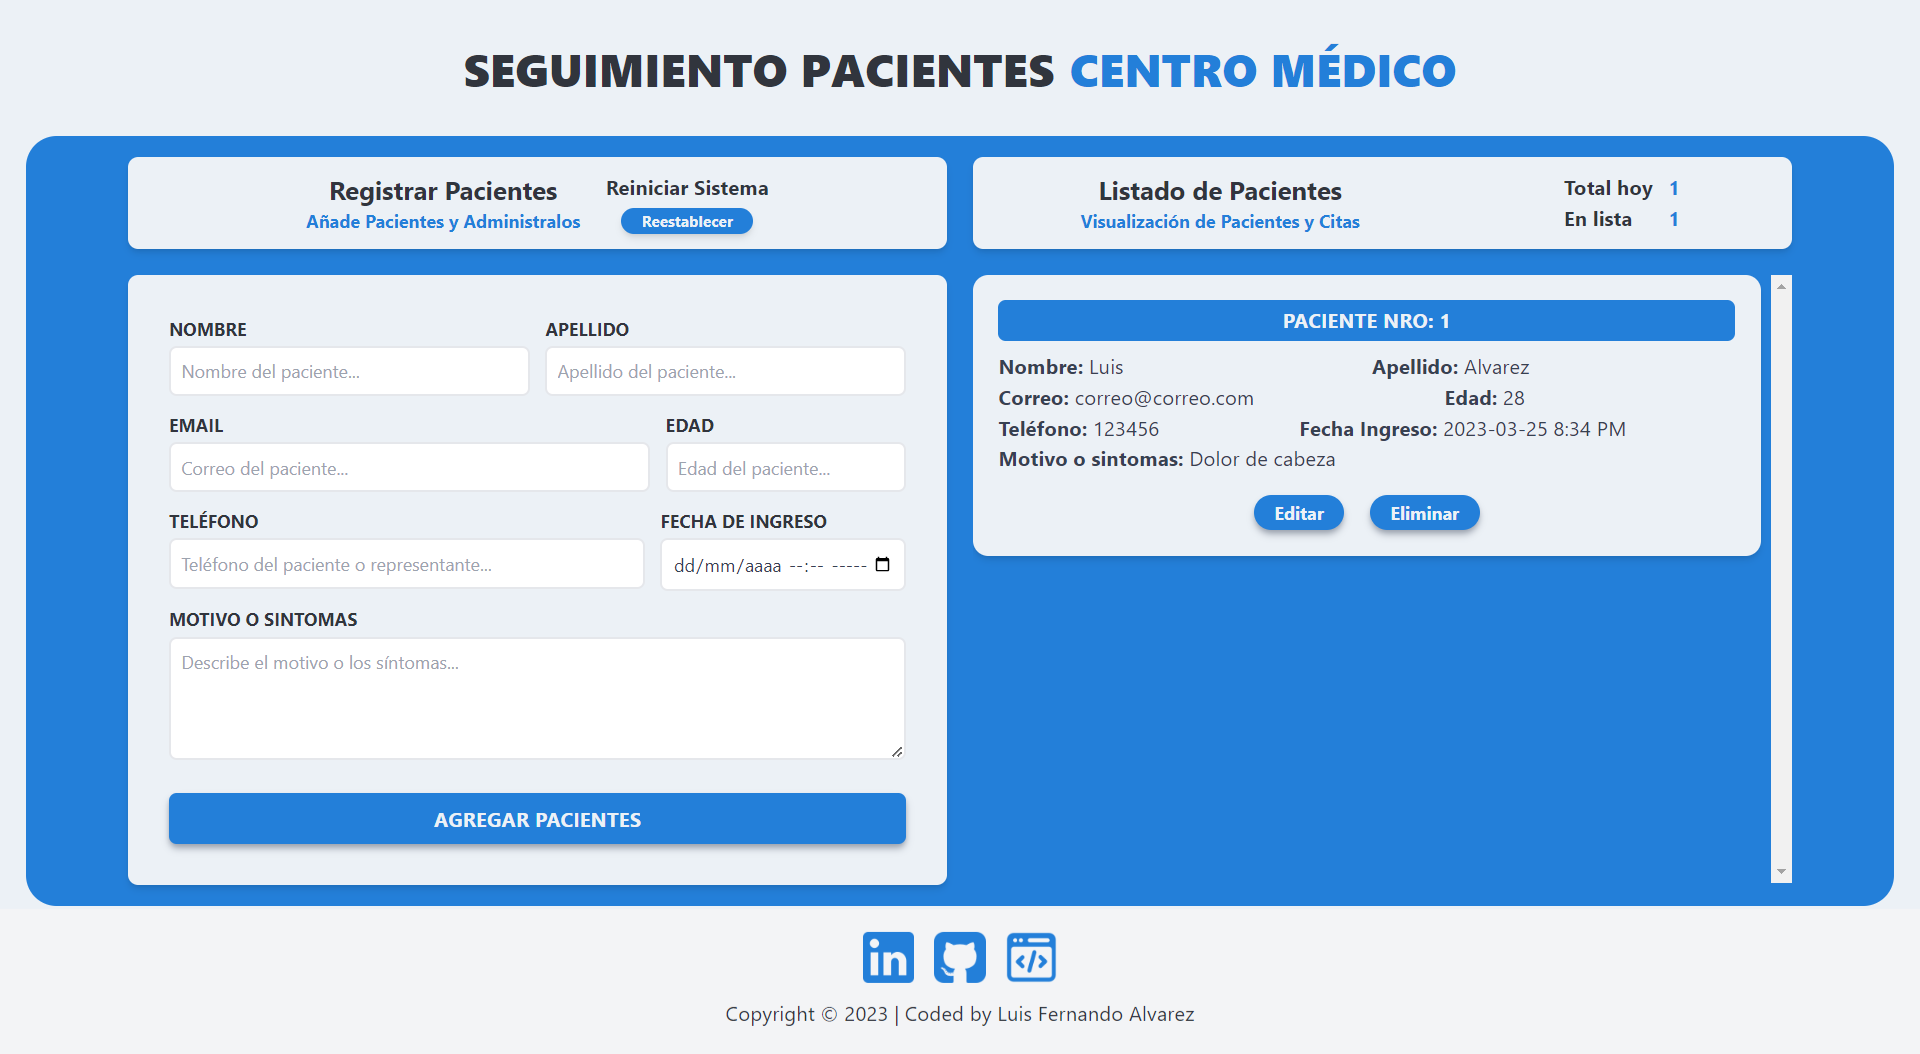 SEGUIMIENTO PACIENTES CENTRO MÉDICO
Registrar Pacientes
Añade Pacientes y Administralos
Reiniciar Sistema
Reestablecer
Listado de Pacientes
Visualización de Pacientes y Citas
Total hoy 1
En lista 1
NOMBRE
Nombre del paciente...
APELLIDO
Apellido del paciente...
EMAIL
Correo del paciente...
EDAD
Edad del paciente...
TELÉFONO
Teléfono del paciente o representante...
FECHA DE INGRESO
dd/mm/aaaa --:-- -----
MOTIVO O SINTOMAS
Describe el motivo o los síntomas...
AGREGAR PACIENTES
PACIENTE NRO: 1
Nombre: Luis Apellido: Alvarez
Correo: correo@correo.com Edad: 28
Teléfono: 123456 Fecha Ingreso: 2023-03-25 8:34 PM
Motivo o sintomas: Dolor de cabeza
Editar Eliminar
in </>
Copyright © 2023 | Coded by Luis Fernando Alvarez